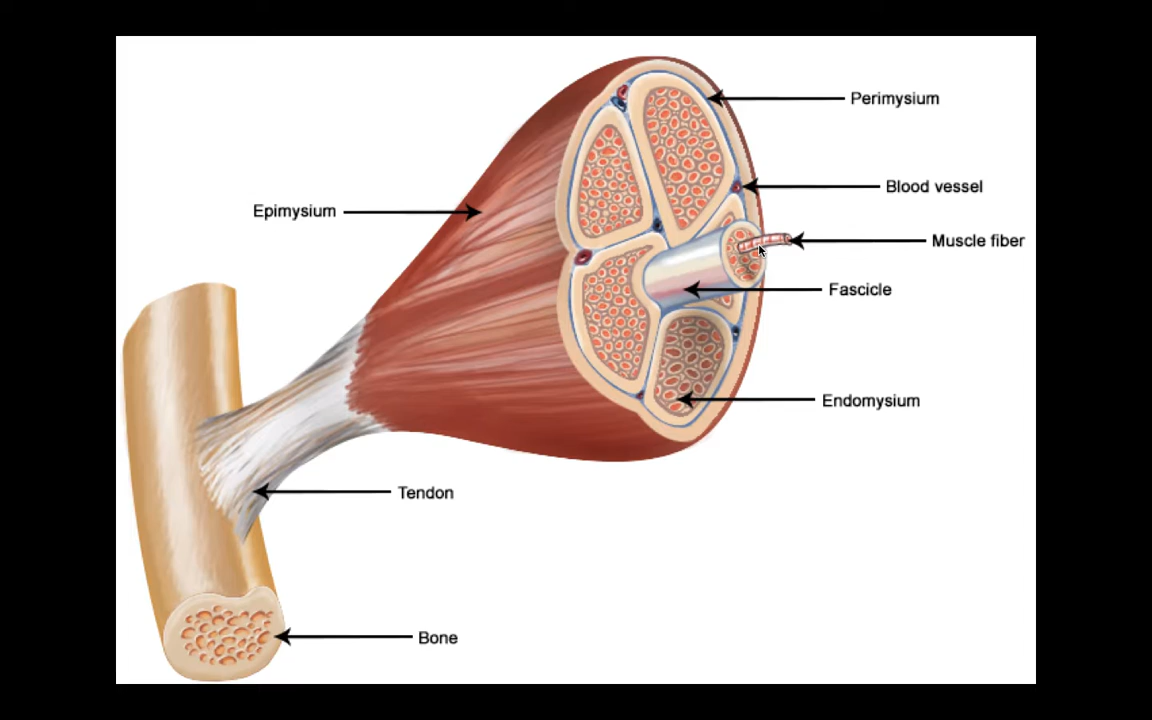 Perimysium
Blood vessel
Epimysium
Muscle fiber
Fascicle
Endomysium
Tendon
Bone